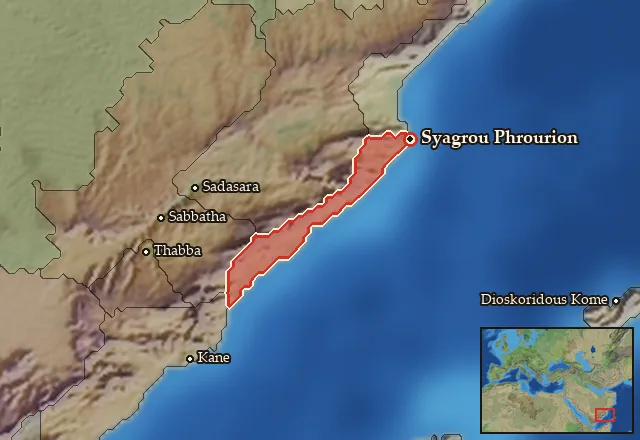 Syagrou Phrourion
Sadasara
Sabbatha
Thabba
Dioskoridous Kome
Kane